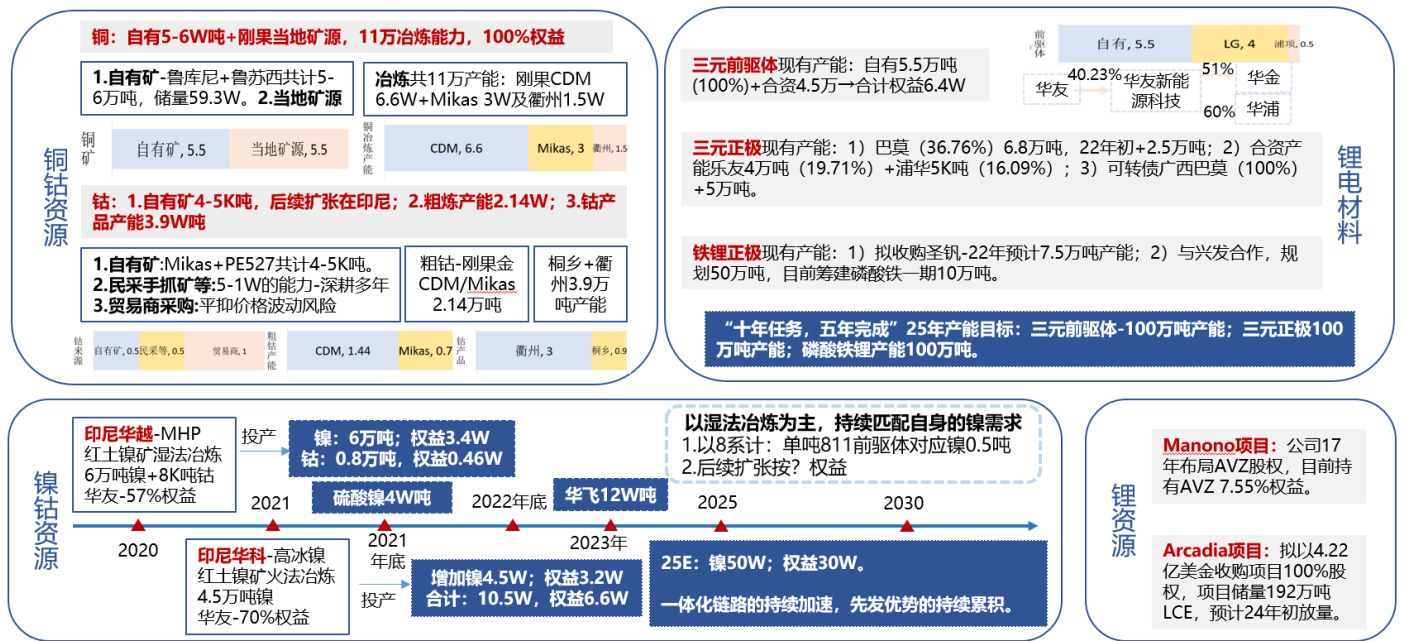 铜钴资源
铜：自有5-6W吨+刚果当地矿源，11万冶炼能力，100%权益
1.自有矿-鲁库尼+鲁苏西共计5-
6万吨，储量59.3W。2.当地矿源
冶炼共11万产能：刚果CDM
6.6W+Mikas 3W及衢州1.5W
铜矿
自有矿, 5.5
当地矿源, 5.5
铜冶炼产能
CDM, 6.6
Mikas, 3
衢州, 1.5
钴：1.自有矿4-5K吨，后续扩张在印尼；2.粗炼产能2.14W；3.钴产
品产能3.9W吨
1.自有矿:Mikas+PE527共计4-5K吨。
2.民采手抓矿等:5-1W的能力-深耕多年
3.贸易商采购:平抑价格波动风险
粗钴-刚果金
CDM/Mikas
2.14万吨
桐乡+衢
州3.9万
吨产能
钴来源
自有矿, 0.5
民采等, 0.5
贸易商, 1
粗钴产能
CDM, 1.44
Mikas, 0.7
钴产品
衢州, 3
桐乡, 0.9
锂电材料
三元前驱体现有产能：自有5.5万吨
(100%)+合资4.5万→合计权益6.4W
前驱体
自有, 5.5
LG, 4
浦项, 0.5
华友
40.23%
华友新能
源科技
51%
华金
60%
华浦
三元正极现有产能：1）巴莫（36.76%）6.8万吨，22年初+2.5万吨；2）合资产
能乐友4万吨（19.71%）+浦华5K吨（16.09%）；3）可转债广西巴莫（100%）
+5万吨。
铁锂正极现有产能：1）拟收购圣钒-22年预计7.5万吨产能；2）与兴发合作，规
划50万吨，目前筹建磷酸铁一期10万吨。
“十年任务，五年完成”25年产能目标：三元前驱体-100万吨产能；三元正极100
万吨产能；磷酸铁锂产能100万吨。
镍钴资源
印尼华越-MHP
红土镍矿湿法冶炼
6万吨镍+8K吨钴
华友-57%权益
投产
镍：6万吨；权益3.4W
钴：0.8万吨，权益0.46W
以湿法冶炼为主，持续匹配自身的镍需求
1.以8系计：单吨811前驱体对应镍0.5吨
2.后续扩张按？权益
2021
硫酸镍4W吨
2022年底
华飞12W吨
2025
2030
2020
2021
年底
2023年
印尼华科-高冰镍
红土镍矿火法冶炼
4.5万吨镍
华友-70%权益
投产
增加镍4.5W；权益3.2W
合计：10.5W，权益6.6W
25E：镍50W；权益30W。
一体化链路的持续加速，先发优势的持续累积。
锂资源
Manono项目：公司17
年布局AVZ股权，目前持
有AVZ 7.55%权益。
Arcadia项目：拟以4.22
亿美金收购项目100%股
权，项目储量192万吨
LCE，预计24年初放量。